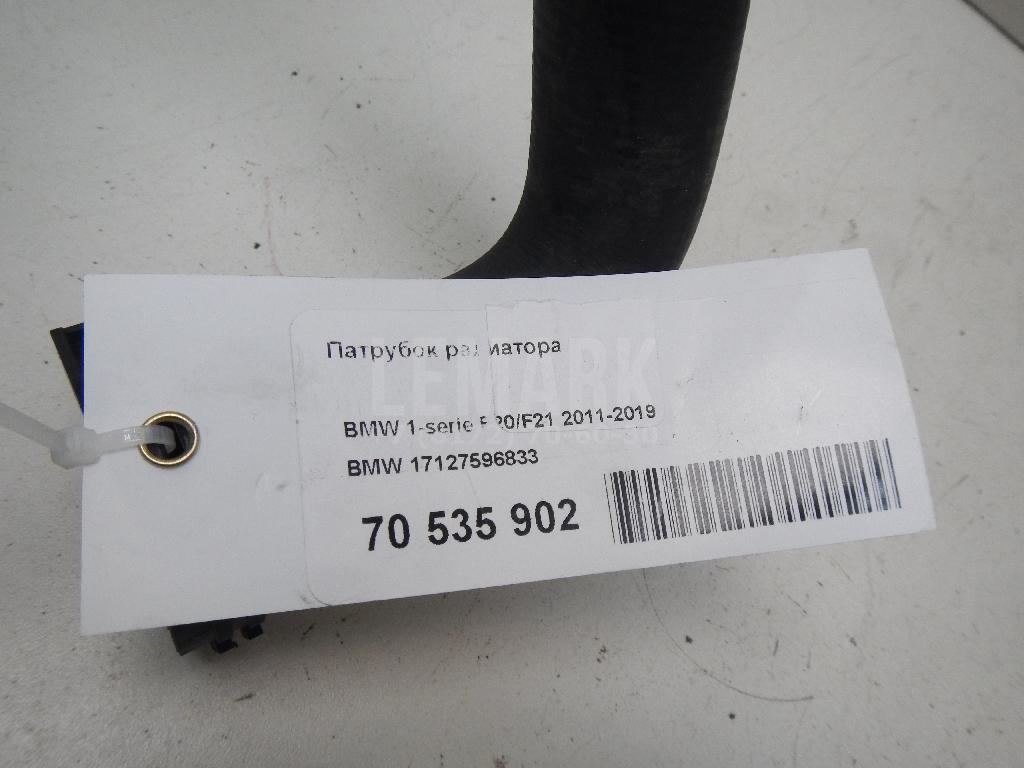 Патрубок радиатора
LEMARK
BMW 1-serie F20/F21 2011-2019
BMW 17127596833
70 535 902